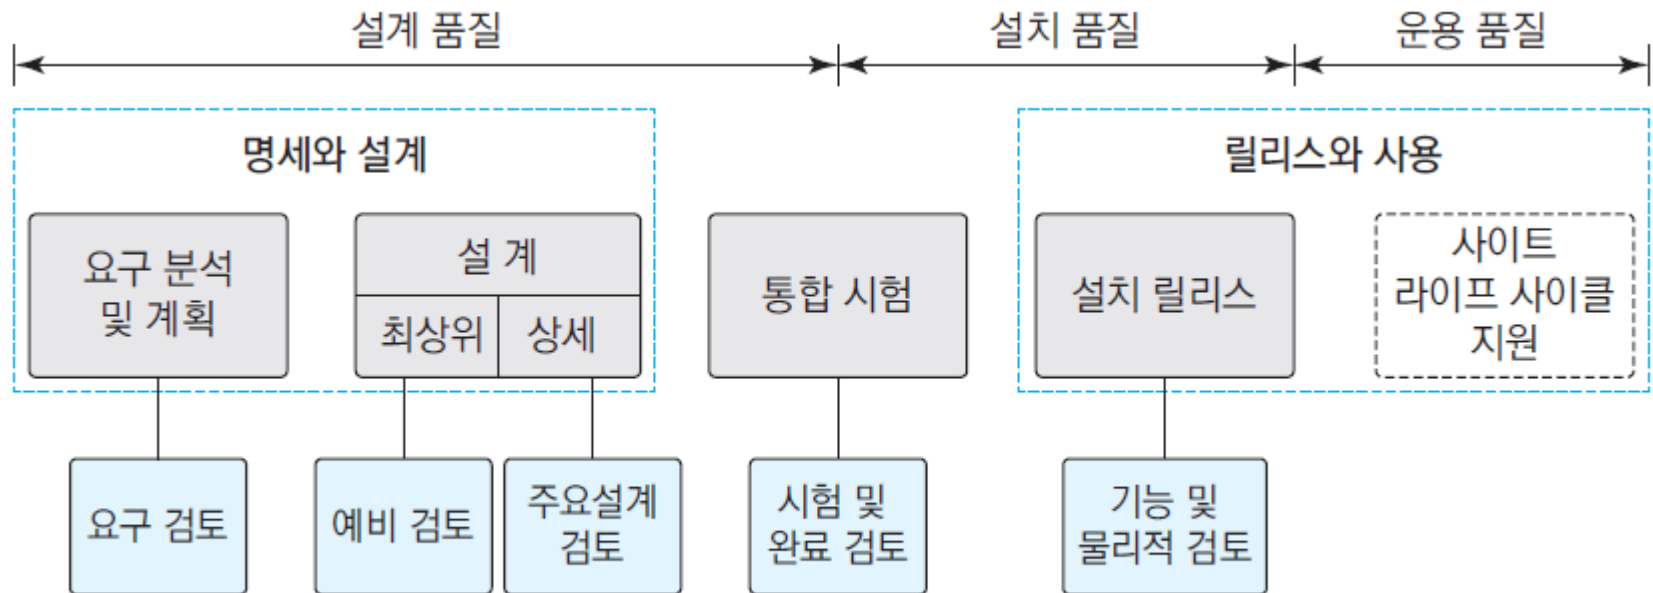 설계 품질
설치 품질
운용 품질
명세와 설계
릴리스와 사용
요구 분석
및 계획
설 계
최상위
상세
통합 시험
설치 릴리스
사이트
라이프 사이클
지원
요구 검토
예비 검토
주요설계
검토
시험 및
완료 검토
기능 및
물리적 검토